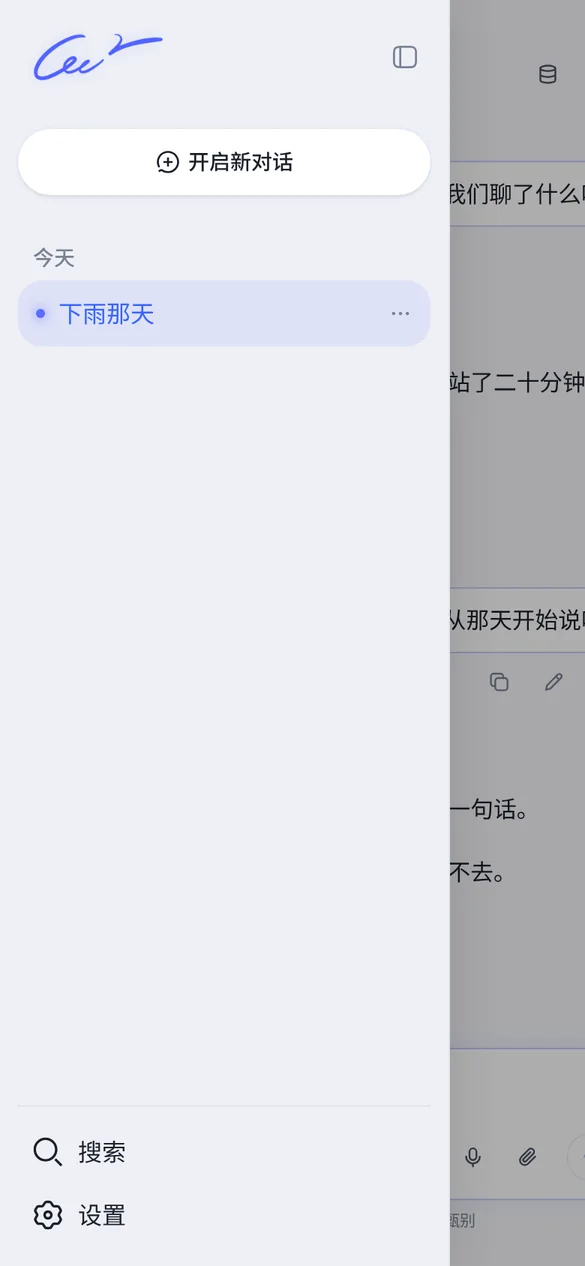 开启新对话
今天
下雨那天
搜索
设置
我们聊了什么
站了二十分钟
从那天开始说
一句话。
不去。
甄别